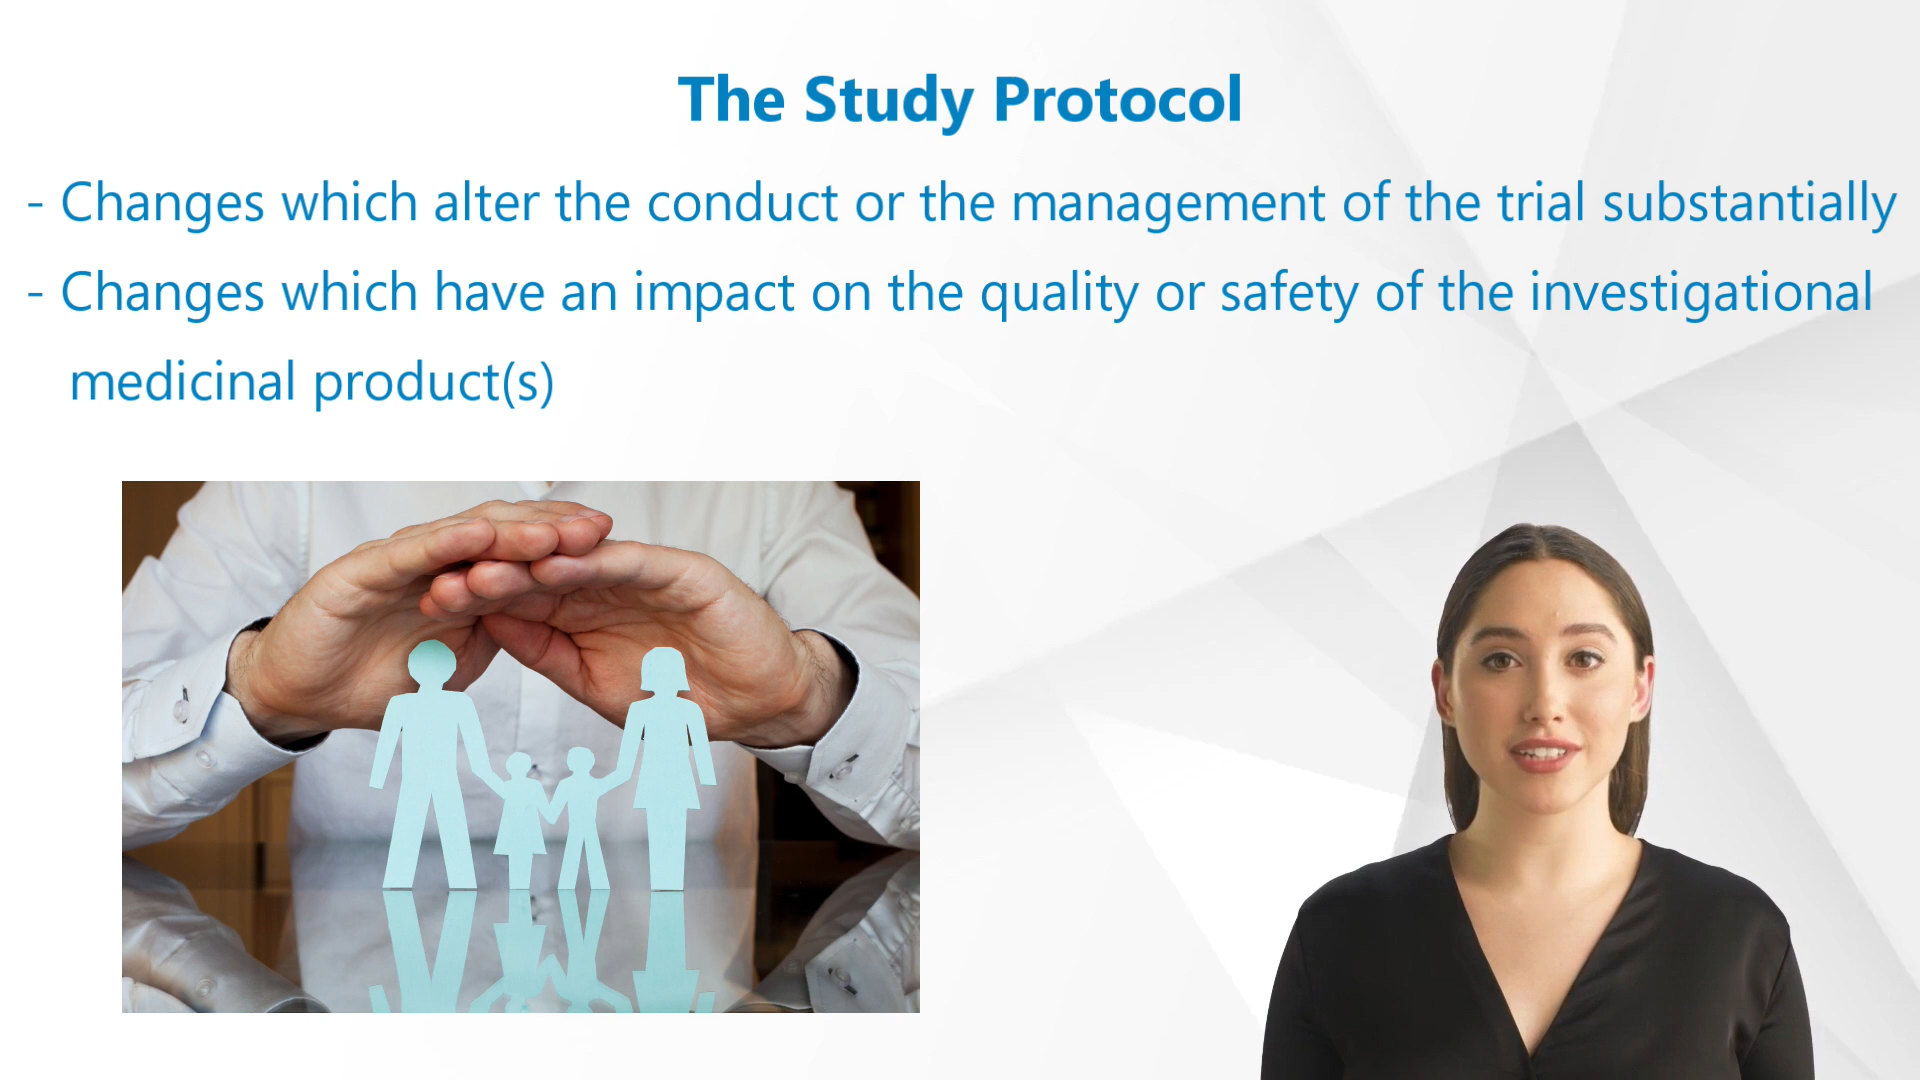 The Study Protocol
- Changes which alter the conduct or the management of the trial substantially
- Changes which have an impact on the quality or safety of the investigational
medicinal product(s)